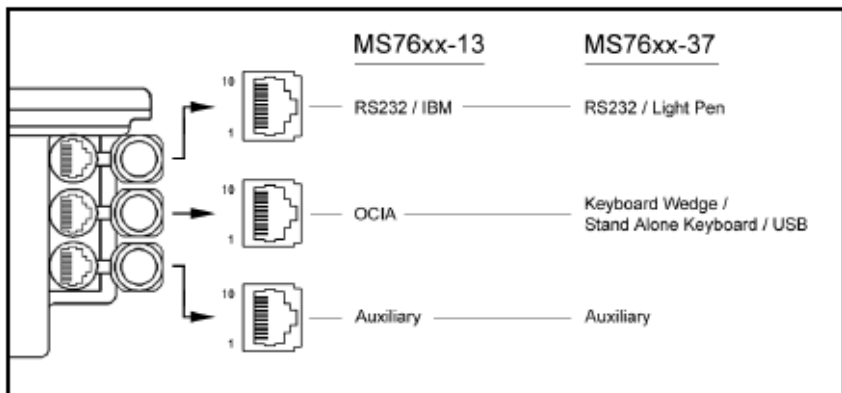 MS76xx-13 MS76xx-37
10
RS232 / IBM RS232 / Light Pen
1
10
OCIA Keyboard Wedge /
Stand Alone Keyboard / USB
1
10
Auxiliary Auxiliary
1